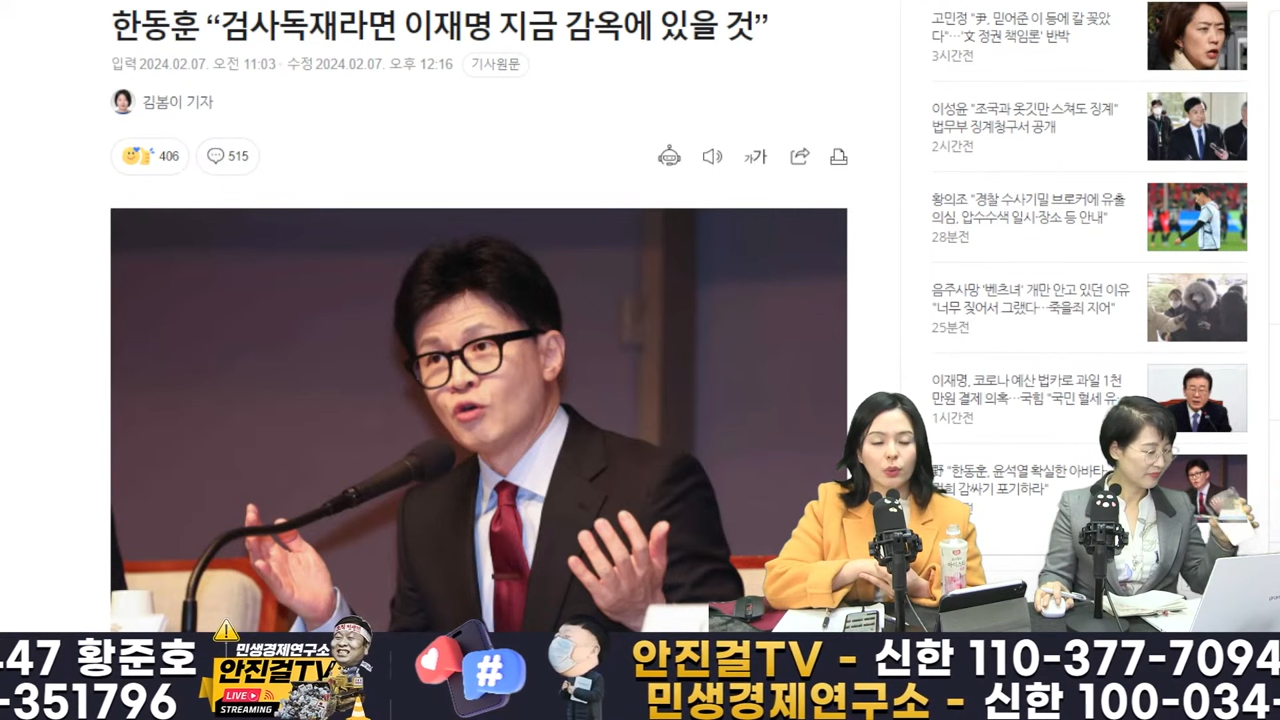 한동훈 “검사독재라면 이재명 지금 감옥에 있을 것”
입력 2024.02.07. 오전 11:03 · 수정 2024.02.07. 오후 12:16 기사원문
김봄이 기자
406 515
가가
고민정 "尹, 믿어준 이 등에 칼 꽂았
다"…'文 정권 책임론' 반박
3시간전
이성윤 "조국과 옷깃만 스쳐도 징계"
법무부 징계청구서 공개
2시간전
황의조 "경찰 수사기밀 브로커에 유출
의심, 압수수색 일시·장소 등 안내"
28분전
음주사망 '벤츠녀' 개만 안고 있던 이유
"너무 짖어서 그랬다…죽을죄 지어"
25분전
이재명, 코로나 예산 법카로 과일 1천
만원 결제 의혹…국힘 "국민 혈세 유…
1시간전
野 "한동훈, 윤석열 확실한 아바타…
감싸기 포기하라"
-47 황준호
-351796
민생경제연구소
안진걸TV
LIVE
STREAMING
#
안진걸TV - 신한 110-377-7094
민생경제연구소 - 신한 100-034-